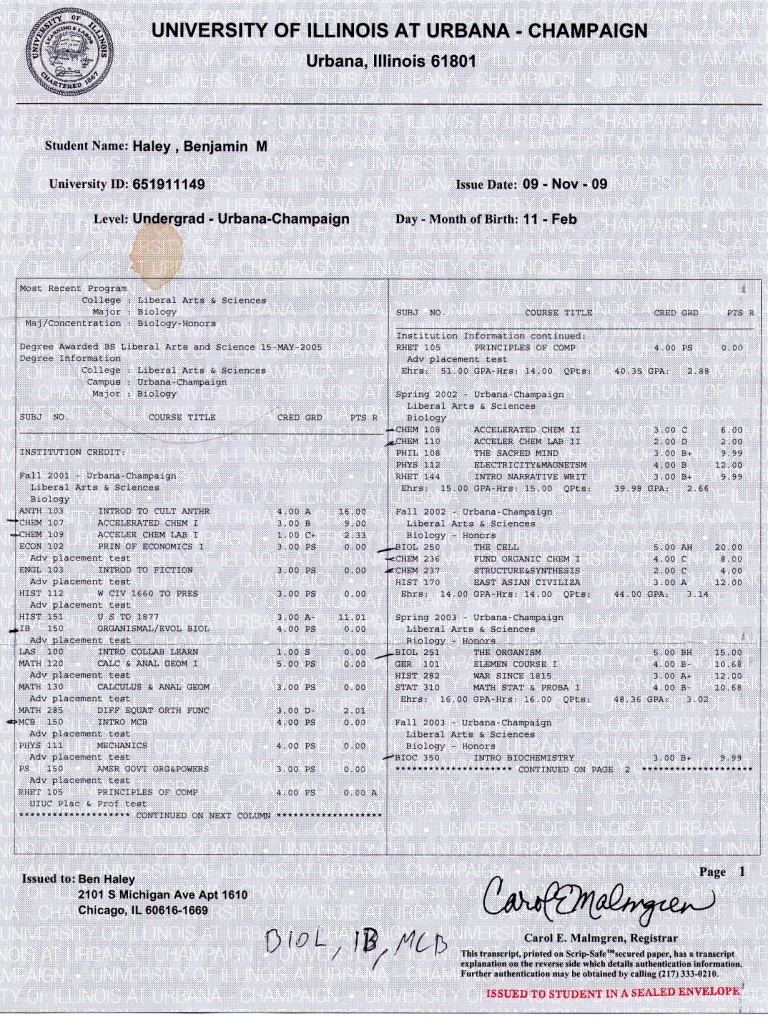 UNIVERSITY OF ILLINOIS AT URBANA - CHAMPAIGN
Urbana, Illinois 61801
Student Name: Haley , Benjamin M
University ID: 651911149
Issue Date: 09 - Nov - 09
Level: Undergrad - Urbana-Champaign
Day - Month of Birth: 11 - Feb
Most Recent Program
College : Liberal Arts & Sciences
Major : Biology
Maj/Concentration : Biology-Honors
Degree Awarded BS Liberal Arts and Science 15-MAY-2005
Degree Information
College : Liberal Arts & Sciences
Campus : Urbana-Champaign
Major : Biology
SUBJ NO. COURSE TITLE CRED GRD PTS R
INSTITUTION CREDIT:
Fall 2001 - Urbana-Champaign
Liberal Arts & Sciences
Biology
ANTH 103 INTROD TO CULT ANTHR 4.00 A 16.00
CHEM 107 ACCELERATED CHEM I 3.00 B 9.00
CHEM 109 ACCELER CHEM LAB I 1.00 C+ 2.33
ECON 102 PRIN OF ECONOMICS I 3.00 PS 0.00
Adv placement test
ENGL 103 INTROD TO FICTION 3.00 PS 0.00
Adv placement test
HIST 112 W CIV 1660 TO PRES 3.00 PS 0.00
Adv placement test
HIST 151 U S TO 1877 3.00 A- 11.01
IB 150 ORGANISMAL/EVOL BIOL 4.00 PS 0.00
Adv placement test
LAS 100 INTRO COLLAB LEARN 1.00 S 0.00
MATH 120 CALC & ANAL GEOM I 5.00 PS 0.00
Adv placement test
MATH 130 CALCULUS & ANAL GEOM 3.00 PS 0.00
Adv placement test
MATH 285 DIFF EQUAT ORTH FUNC 3.00 D- 2.01
MCB 150 INTRO MCB 4.00 PS 0.00
Adv placement test
PHYS 111 MECHANICS 4.00 PS 0.00
Adv placement test
PS 150 AMER GOVT ORG&POWERS 3.00 PS 0.00
Adv placement test
RHET 105 PRINCIPLES OF COMP 4.00 PS 0.00 A
UIUC Plac & Prof test
******************** CONTINUED ON NEXT COLUMN ********************
SUBJ NO. COURSE TITLE CRED GRD PTS R
Institution Information continued:
RHET 105 PRINCIPLES OF COMP 4.00 PS 0.00
Adv placement test
Ehrs: 51.00 GPA-Hrs: 14.00 QPts: 40.35 GPA: 2.88
Spring 2002 - Urbana-Champaign
Liberal Arts & Sciences
Biology
CHEM 108 ACCELERATED CHEM II 3.00 C 6.00
CHEM 110 ACCELER CHEM LAB II 2.00 D 2.00
PHIL 108 THE SACRED MIND 3.00 B+ 9.99
PHYS 112 ELECTRICITY&MAGNETSM 4.00 B 12.00
RHET 144 INTRO NARRATIVE WRIT 3.00 B+ 9.99
Ehrs: 15.00 GPA-Hrs: 15.00 QPts: 39.98 GPA: 2.66
Fall 2002 - Urbana-Champaign
Liberal Arts & Sciences
Biology - Honors
BIOL 250 THE CELL 5.00 AH 20.00
CHEM 236 FUND ORGANIC CHEM I 4.00 C 8.00
CHEM 237 STRUCTURE&SYNTHESIS 2.00 C 4.00
HIST 170 EAST ASIAN CIVILIZA 3.00 A 12.00
Ehrs: 14.00 GPA-Hrs: 14.00 QPts: 44.00 GPA: 3.14
Spring 2003 - Urbana-Champaign
Liberal Arts & Sciences
Biology - Honors
BIOL 251 THE ORGANISM 5.00 BH 15.00
GER 101 ELEMEN COURSE I 4.00 B- 10.68
HIST 282 WAR SINCE 1815 3.00 A+ 12.00
STAT 310 MATH STAT & PROBA I 4.00 B- 10.68
Ehrs: 16.00 GPA-Hrs: 16.00 QPts: 48.36 GPA: 3.02
Fall 2003 - Urbana-Champaign
Liberal Arts & Sciences
Biology - Honors
BIOC 350 INTRO BIOCHEMISTRY 3.00 B+ 9.99
********************* CONTINUED ON PAGE 2 ********************
Issued to: Ben Haley
2101 S Michigan Ave Apt 1610
Chicago, IL 60616-1669
BIOL, IB, MCB
Page 1
Carol E Malmgren
Carol E. Malmgren, Registrar
This transcript, printed on Scrip-Safe™ secured paper, has a transcript
explanation on the reverse side which details authentication information.
Further authentication may be obtained by calling (217) 333-0210.
ISSUED TO STUDENT IN A SEALED ENVELOPE